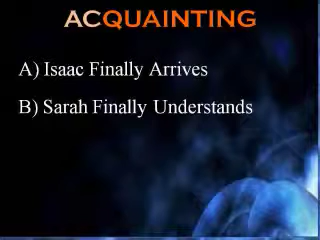 ACQUAINTING
A) Isaac Finally Arrives
B) Sarah Finally Understands